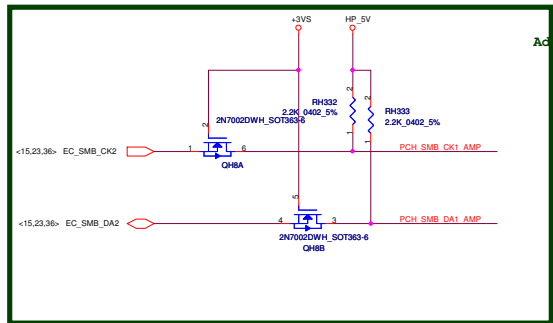 +3VS HP_5V
Ad
2
RH332
2.2K_0402_5%
2
RH333
2.2K_0402_5%
2
2N7002DWH_SOT363-6
1
1
<15,23,36> EC_SMB_CK2 1 6 PCH_SMB_CK1_AMP
QH8A
5
<15,23,36> EC_SMB_DA2 4 3 PCH_SMB_DA1_AMP
2N7002DWH_SOT363-6
QH8B